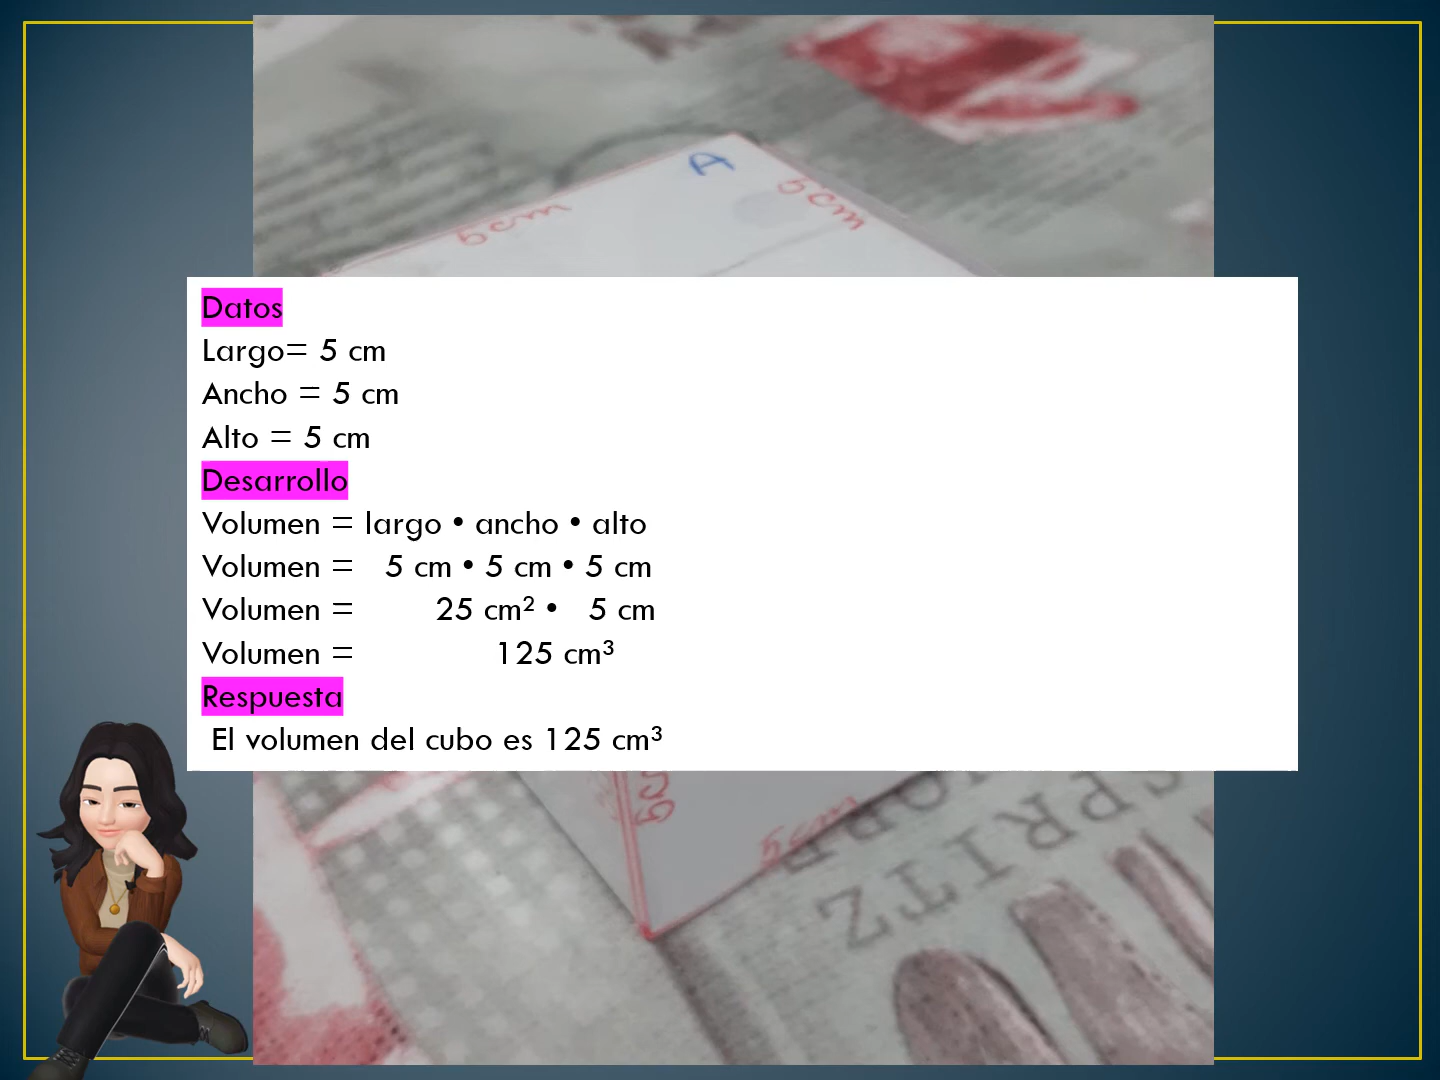 A
5cm
5cm
Datos
Largo= 5 cm
Ancho = 5 cm
Alto = 5 cm
Desarrollo
Volumen = largo • ancho • alto
Volumen = 5 cm • 5 cm • 5 cm
Volumen = 25 cm² • 5 cm
Volumen = 125 cm³
Respuesta
El volumen del cubo es 125 cm³
5cm
SPRITZ